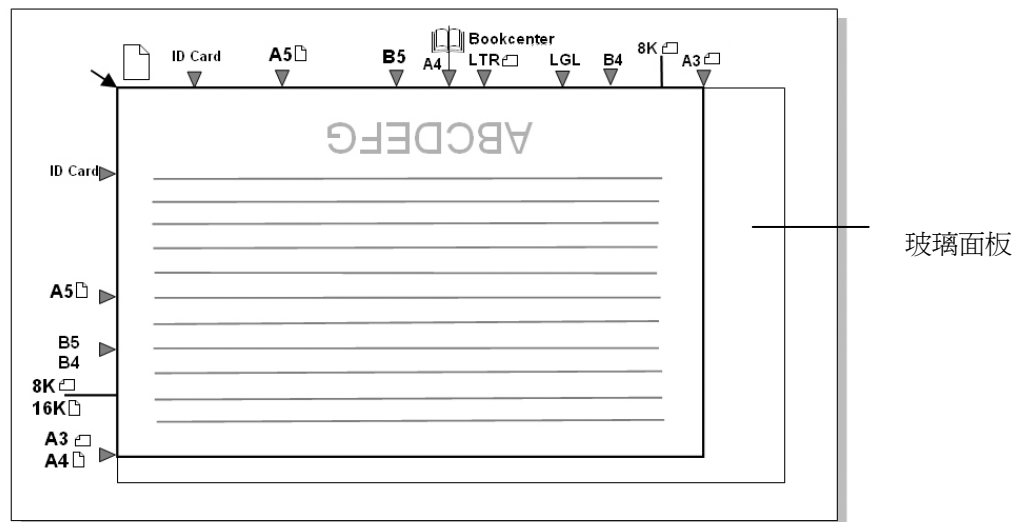 Bookcenter
ID Card A5 B5 A4 LTR LGL B4 8K A3
ABCDEFG
ID Card
玻璃面板
A5
B5
B4
8K
16K
A3
A4